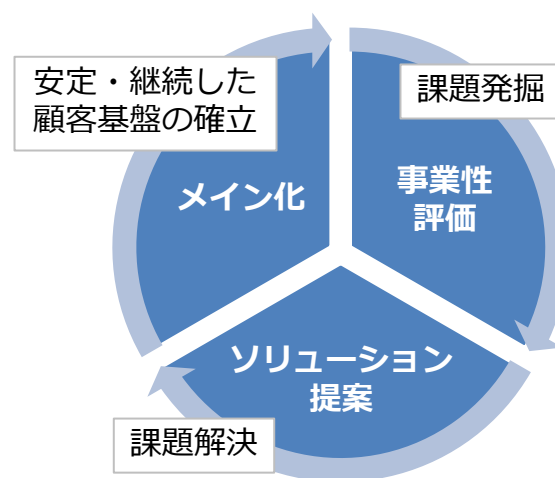 安定・継続した
顧客基盤の確立
課題発掘
メイン化
事業性
評価
ソリューション
提案
課題解決